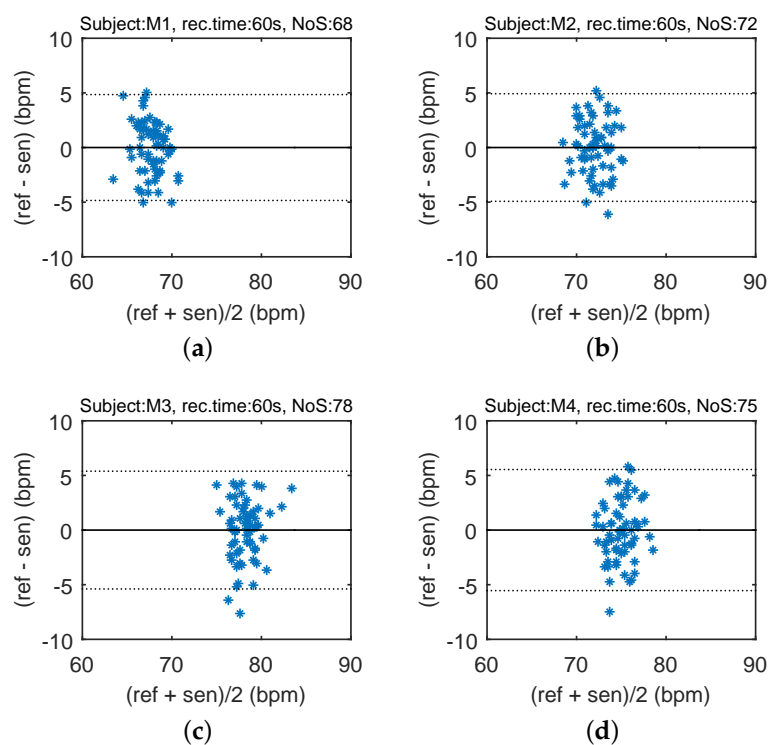 Subject:M1, rec.time:60s, NoS:68
10
5
0
-5
-10
(ref - sen) (bpm)
60 70 80 90
(ref + sen)/2 (bpm)
(a)
Subject:M2, rec.time:60s, NoS:72
10
5
0
-5
-10
(ref - sen) (bpm)
60 70 80 90
(ref + sen)/2 (bpm)
(b)
Subject:M3, rec.time:60s, NoS:78
10
5
0
-5
-10
(ref - sen) (bpm)
60 70 80 90
(ref + sen)/2 (bpm)
(c)
Subject:M4, rec.time:60s, NoS:75
10
5
0
-5
-10
(ref - sen) (bpm)
60 70 80 90
(ref + sen)/2 (bpm)
(d)